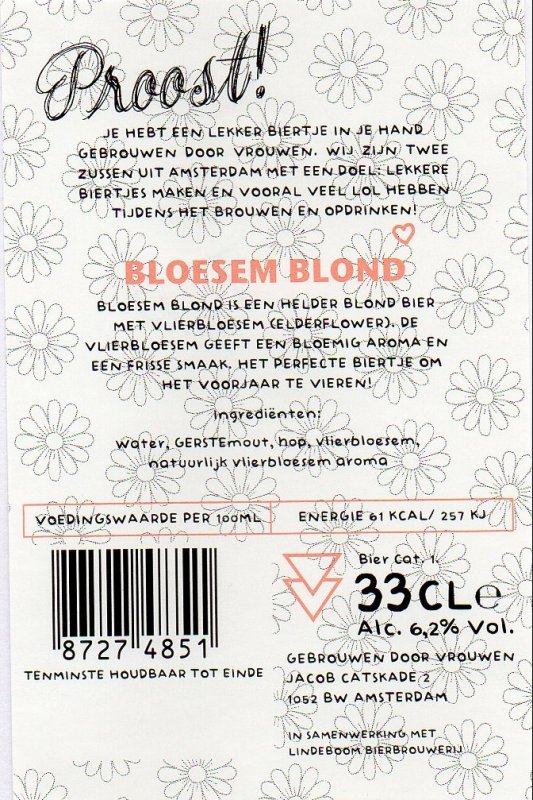 Proost!
JE HEBT EEN LEKKER BIERTJE IN JE HAND
GEBROUWEN DOOR VROUWEN. WIJ ZIJN TWEE
ZUSSEN UIT AMSTERDAM MET EEN DOEL: LEKKERE
BIERTJES MAKEN EN VOORAL VEEL LOL HEBBEN
TIJDENS HET BROUWEN EN OPDRINKEN!
BLOESEM BLOND
BLOESEM BLOND IS EEN HELDER BLOND BIER
MET VLIERBLOESEM (ELDERFLOWER). DE
VLIERBLOESEM GEEFT EEN BLOEMIG AROMA EN
EEN FRISSE SMAAK. HET PERFECTE BIERTJE OM
HET VOORJAAR TE VIEREN!
Ingrediënten:
water, GERSTEmout, hop, vlierbloesem,
natuurlijk vlierbloesem aroma
VOEDINGSWAARDE PER 100ML ENERGIE 61 KCAL/ 257 KJ
8727 4851
TENMINSTE HOUDBAAR TOT EINDE
Bier Cat. 1.
33CL℮
Alc. 6,2% Vol.
GEBROUWEN DOOR VROUWEN
JACOB CATSKADE 2
1052 BW AMSTERDAM
IN SAMENWERKING MET
LINDEBOOM BIERBROUWERIJ